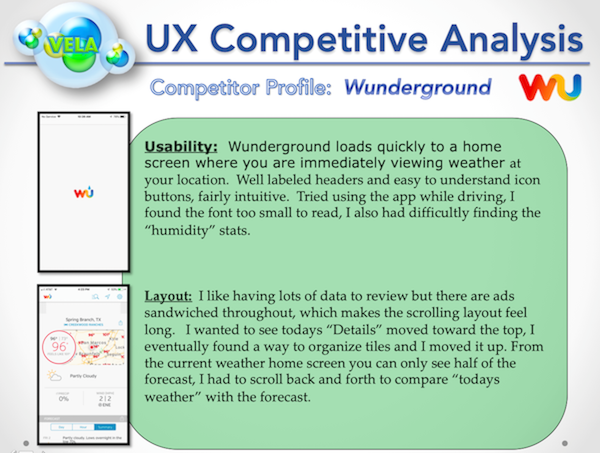 VELA
UX Competitive Analysis
Competitor Profile: Wunderground
WU
Usability: Wunderground loads quickly to a home
screen where you are immediately viewing weather at
your location. Well labeled headers and easy to understand icon
buttons, fairly intuitive. Tried using the app while driving, I
found the font too small to read, I also had difficultly finding the
“humidity” stats.
wu
Layout: I like having lots of data to review but there are ads
sandwiched throughout, which makes the scrolling layout feel
long. I wanted to see todays “Details” moved toward the top, I
eventually found a way to organize tiles and I moved it up. From
the current weather home screen you can only see half of the
forecast, I had to scroll back and forth to compare “todays
weather” with the forecast.
Spring Branch, TX
96°
Partly Cloudy
0%
2 | 2